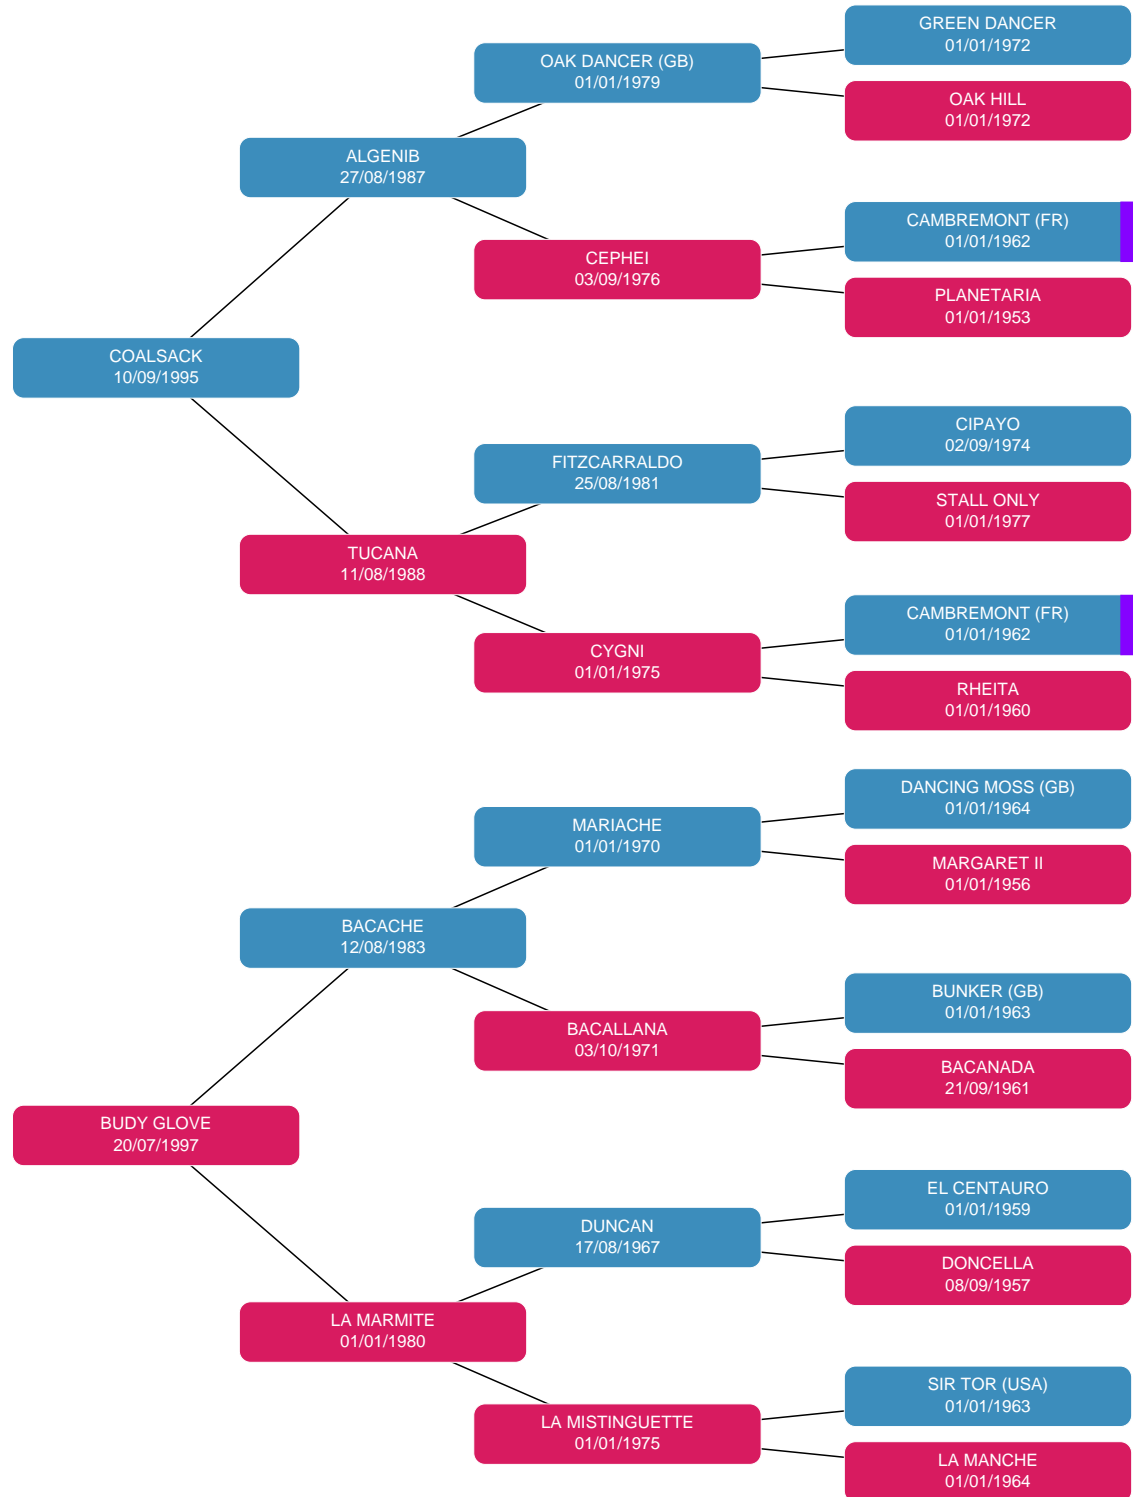 GREEN DANCER
01/01/1972
OAK DANCER (GB)
01/01/1979
OAK HILL
01/01/1972
ALGENIB
27/08/1987
CAMBREMONT (FR)
01/01/1962
CEPHEI
03/09/1976
PLANETARIA
01/01/1953
COALSACK
10/09/1995
CIPAYO
02/09/1974
FITZCARRALDO
25/08/1981
STALL ONLY
01/01/1977
TUCANA
11/08/1988
CAMBREMONT (FR)
01/01/1962
CYGNI
01/01/1975
RHEITA
01/01/1960
DANCING MOSS (GB)
01/01/1964
MARIACHE
01/01/1970
MARGARET II
01/01/1956
BACACHE
12/08/1983
BUNKER (GB)
01/01/1963
BACALLANA
03/10/1971
BACANADA
21/09/1961
BUDY GLOVE
20/07/1997
EL CENTAURO
01/01/1959
DUNCAN
17/08/1967
DONCELLA
08/09/1957
LA MARMITE
01/01/1980
SIR TOR (USA)
01/01/1963
LA MISTINGUETTE
01/01/1975
LA MANCHE
01/01/1964